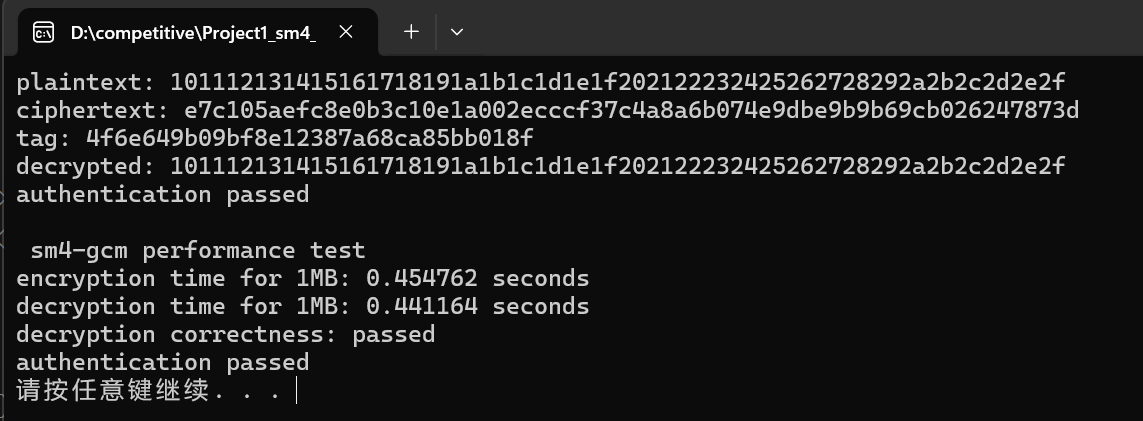 D:\competitive\Project1_sm4_
plaintext: 101112131415161718191a1b1c1d1e1f202122232425262728292a2b2c2d2e2f
ciphertext: e7c105aefc8e0b3c10e1a002ecccf37c4a8a6b074e9dbe9b9b69cb026247873d
tag: 4f6e649b09bf8e12387a68ca85bb018f
decrypted: 101112131415161718191a1b1c1d1e1f202122232425262728292a2b2c2d2e2f
authentication passed
sm4-gcm performance test
encryption time for 1MB: 0.454762 seconds
decryption time for 1MB: 0.441164 seconds
decryption correctness: passed
authentication passed
请按任意键继续. . .